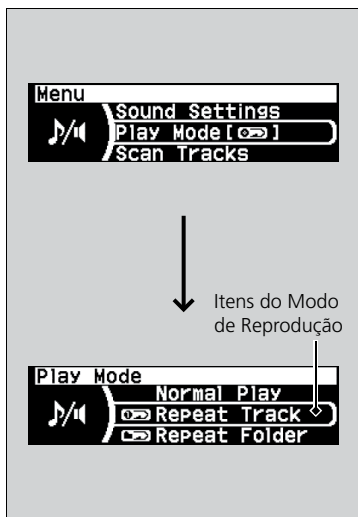 Menu
Sound Settings
Play Mode[ ]
Scan Tracks
Itens do Modo
de Reprodução
Play Mode
Normal Play
Repeat Track
Repeat Folder